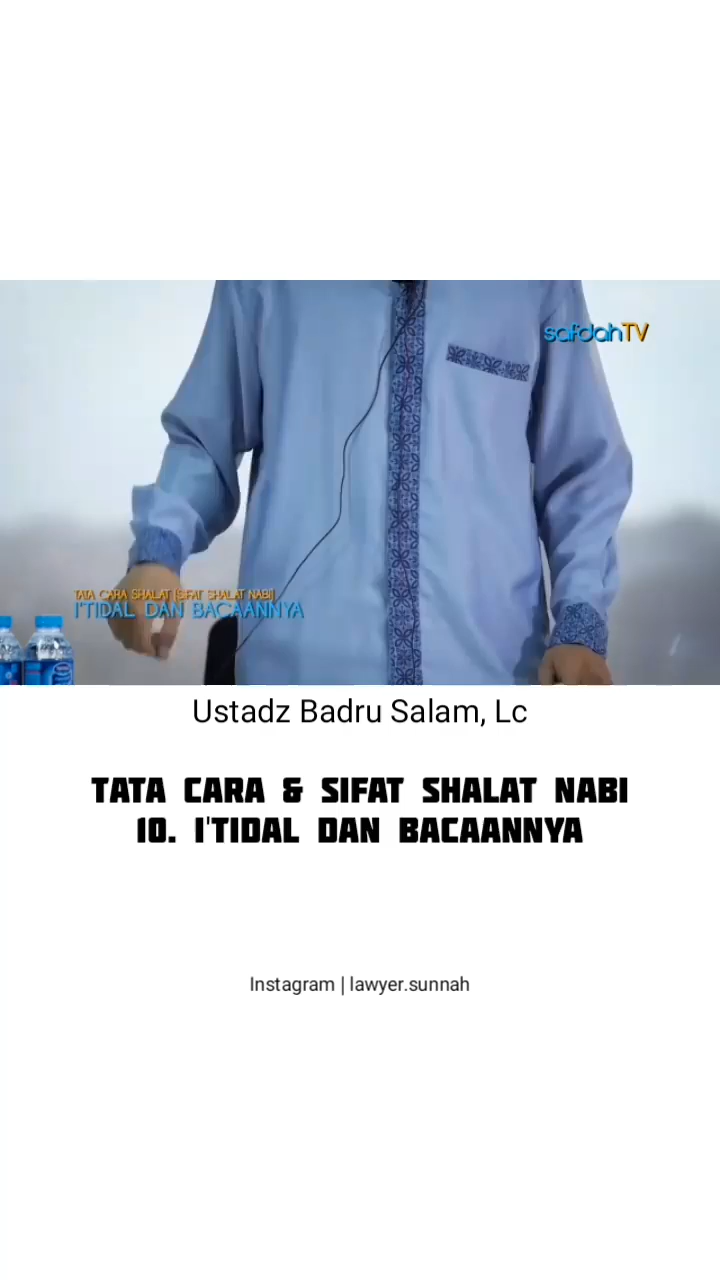 safdahTV
TATA CARA SHALAT (SIFAT SHALAT NABI)
I'TIDAL DAN BACAANNYA
Ustadz Badru Salam, Lc
TATA CARA & SIFAT SHALAT NABI
10. I'TIDAL DAN BACAANNYA
Instagram | lawyer.sunnah